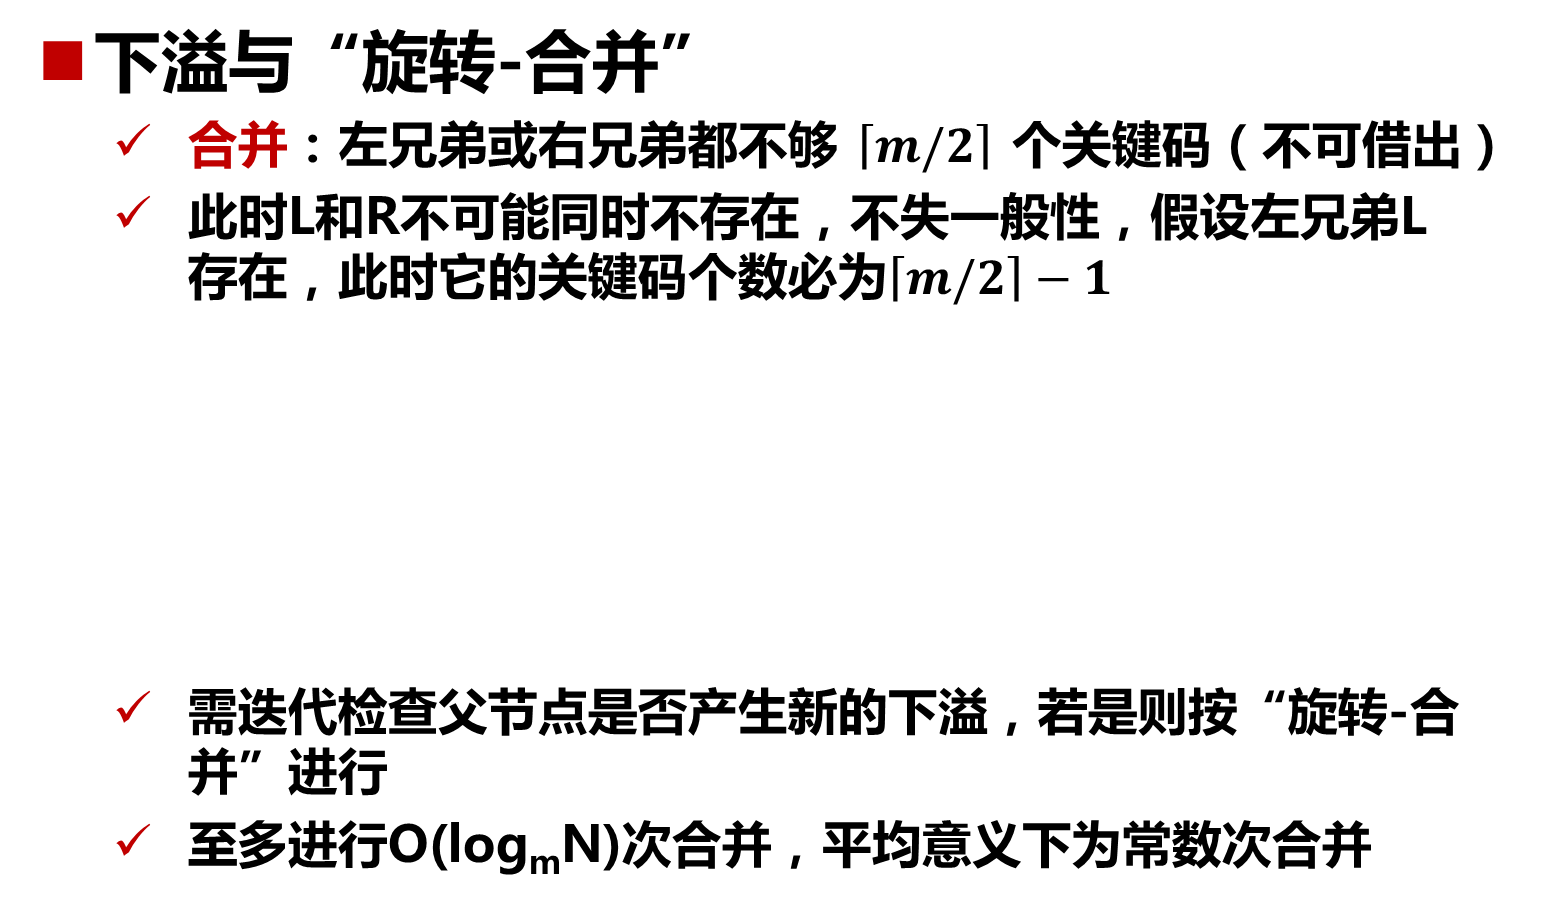 下溢与“旋转-合并”
合并：左兄弟或右兄弟都不够 ⌈m/2⌉ 个关键码（不可借出）
此时L和R不可能同时不存在，不失一般性，假设左兄弟L
存在，此时它的关键码个数必为⌈m/2⌉ − 1
需迭代检查父节点是否产生新的下溢，若是则按“旋转-合
并”进行
至多进行O(logₘN)次合并，平均意义下为常数次合并